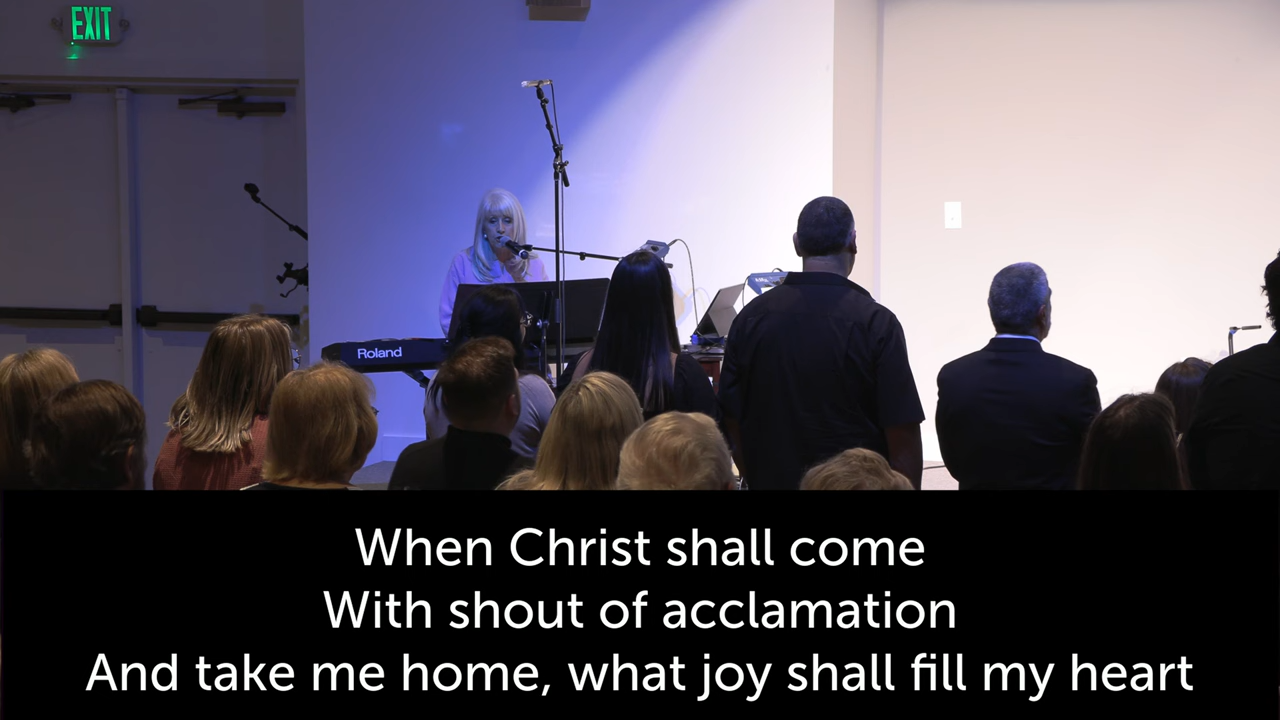 EXIT
Roland
When Christ shall come
With shout of acclamation
And take me home, what joy shall fill my heart